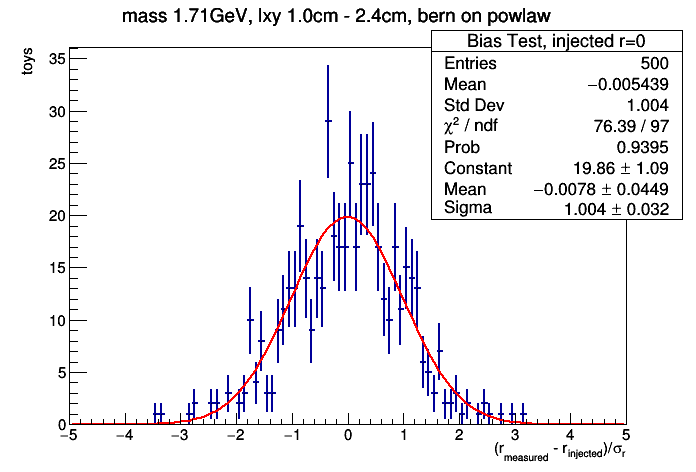 mass 1.71GeV, lxy 1.0cm - 2.4cm, bern on powlaw
Bias Test, injected r=0
Entries 500
Mean −0.005439
Std Dev 1.004
χ² / ndf 76.39 / 97
Prob 0.9395
Constant 19.86 ± 1.09
Mean −0.0078 ± 0.0449
Sigma 1.004 ± 0.032
toys
35
30
25
20
15
10
5
0
−5 −4 −3 −2 −1 0 1 2 3 4 5
(r_measured - r_injected)/σ_r